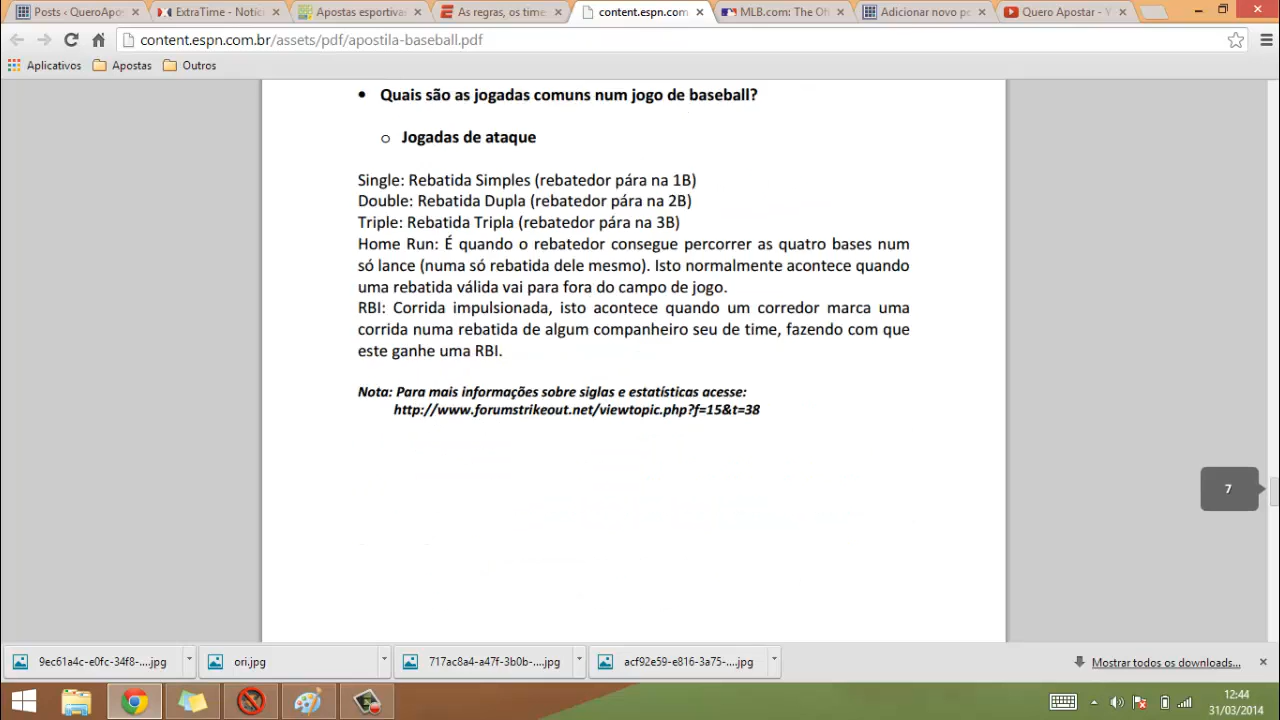 Posts ‹ QueroApos
ExtraTime - Notíci
Apostas esportiva
As regras, os time
content.espn.com
MLB.com: The Of
Adicionar novo po
Quero Apostar - Y
content.espn.com.br/assets/pdf/apostila-baseball.pdf
Aplicativos
Apostas
Outros
• Quais são as jogadas comuns num jogo de baseball?
o Jogadas de ataque
Single: Rebatida Simples (rebatedor pára na 1B)
Double: Rebatida Dupla (rebatedor pára na 2B)
Triple: Rebatida Tripla (rebatedor pára na 3B)
Home Run: É quando o rebatedor consegue percorrer as quatro bases num
só lance (numa só rebatida dele mesmo). Isto normalmente acontece quando
uma rebatida válida vai para fora do campo de jogo.
RBI: Corrida impulsionada, isto acontece quando um corredor marca uma
corrida numa rebatida de algum companheiro seu de time, fazendo com que
este ganhe uma RBI.
Nota: Para mais informações sobre siglas e estatísticas acesse:
http://www.forumstrikeout.net/viewtopic.php?f=15&t=38
7
9ec61a4c-e0fc-34f8-....jpg
ori.jpg
717ac8a4-a47f-3b0b-....jpg
acf92e59-e816-3a75-....jpg
Mostrar todos os downloads...
12:44
31/03/2014